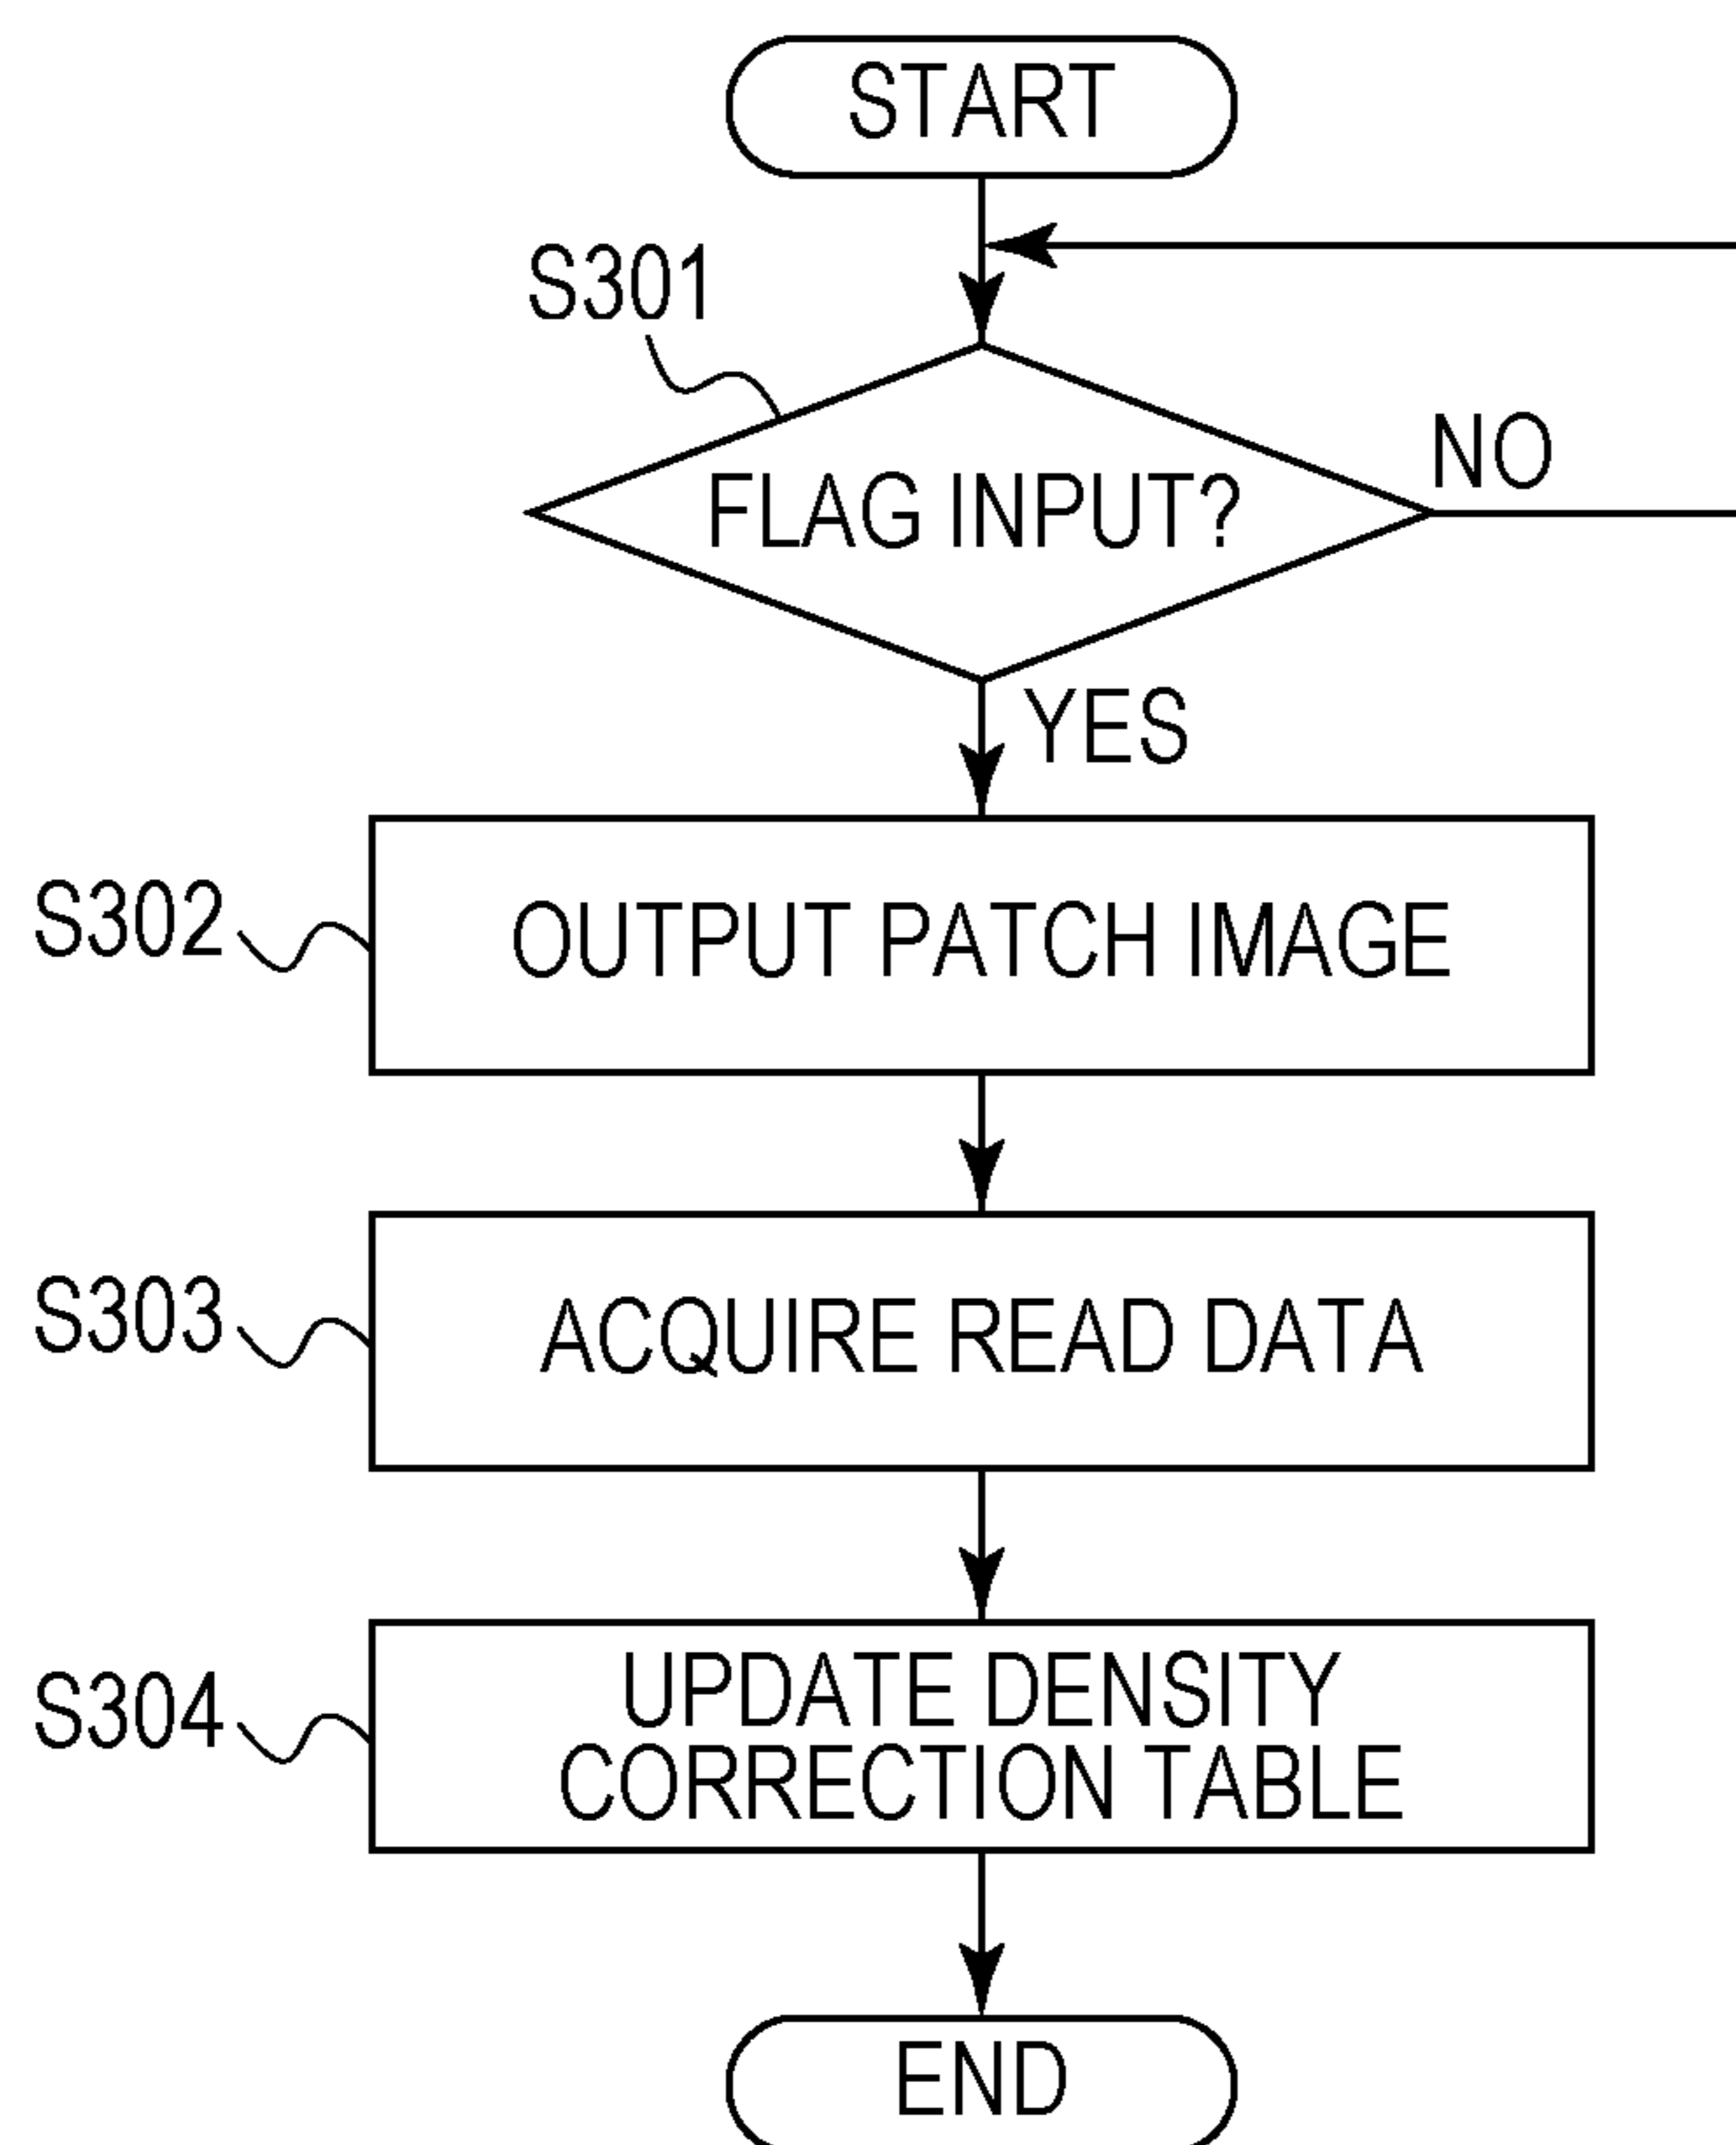 START
S301
FLAG INPUT?
NO
YES
S302
OUTPUT PATCH IMAGE
S303
ACQUIRE READ DATA
S304
UPDATE DENSITY
CORRECTION TABLE
END